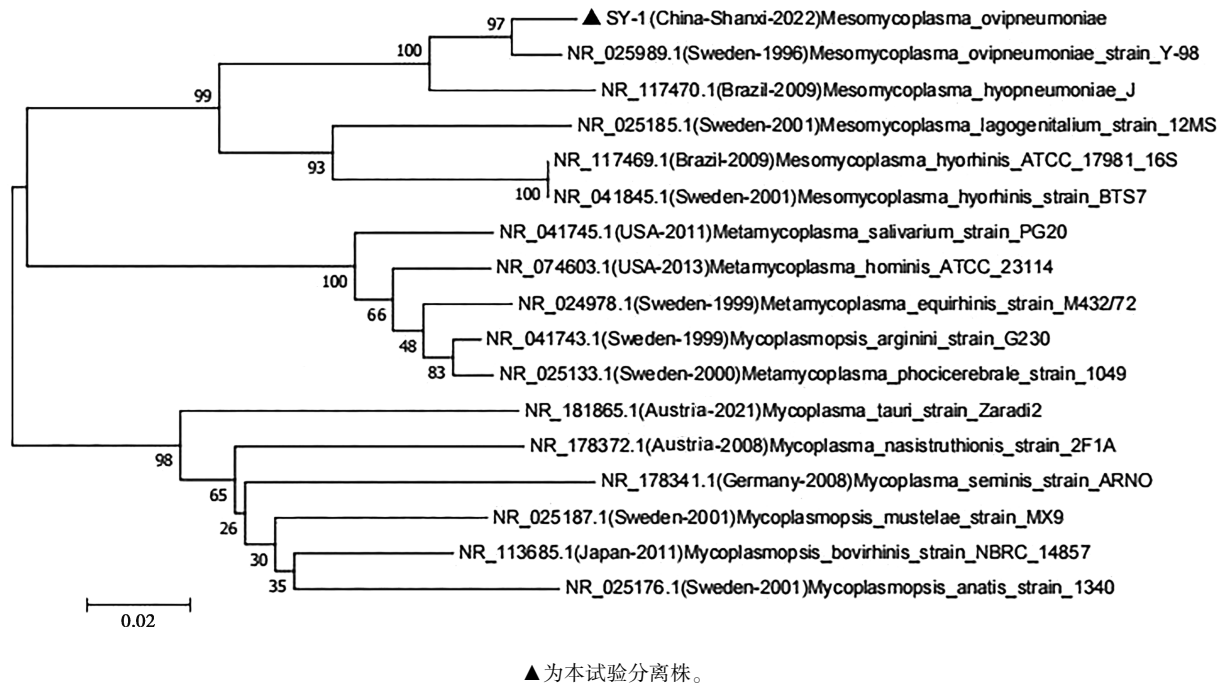 97
▲ SY-1(China-Shanxi-2022)Mesomycoplasma_ovipneumoniae
100
NR_025989.1(Sweden-1996)Mesomycoplasma_ovipneumoniae_strain_Y-98
99
NR_117470.1(Brazil-2009)Mesomycoplasma_hyopneumoniae_J
NR_025185.1(Sweden-2001)Mesomycoplasma_lagogenitalium_strain_12MS
93
NR_117469.1(Brazil-2009)Mesomycoplasma_hyorhinis_ATCC_17981_16S
100
NR_041845.1(Sweden-2001)Mesomycoplasma_hyorhinis_strain_BTS7
NR_041745.1(USA-2011)Metamycoplasma_salivarium_strain_PG20
100
NR_074603.1(USA-2013)Metamycoplasma_hominis_ATCC_23114
66
NR_024978.1(Sweden-1999)Metamycoplasma_equirhinis_strain_M432/72
48
NR_041743.1(Sweden-1999)Mycoplasmopsis_arginini_strain_G230
83
NR_025133.1(Sweden-2000)Metamycoplasma_phocicerebrale_strain_1049
NR_181865.1(Austria-2021)Mycoplasma_tauri_strain_Zaradi2
98
NR_178372.1(Austria-2008)Mycoplasma_nasistruthionis_strain_2F1A
65
NR_178341.1(Germany-2008)Mycoplasma_seminis_strain_ARNO
26
NR_025187.1(Sweden-2001)Mycoplasmopsis_mustelae_strain_MX9
30
NR_113685.1(Japan-2011)Mycoplasmopsis_bovirhinis_strain_NBRC_14857
35
NR_025176.1(Sweden-2001)Mycoplasmopsis_anatis_strain_1340
0.02
▲为本试验分离株。